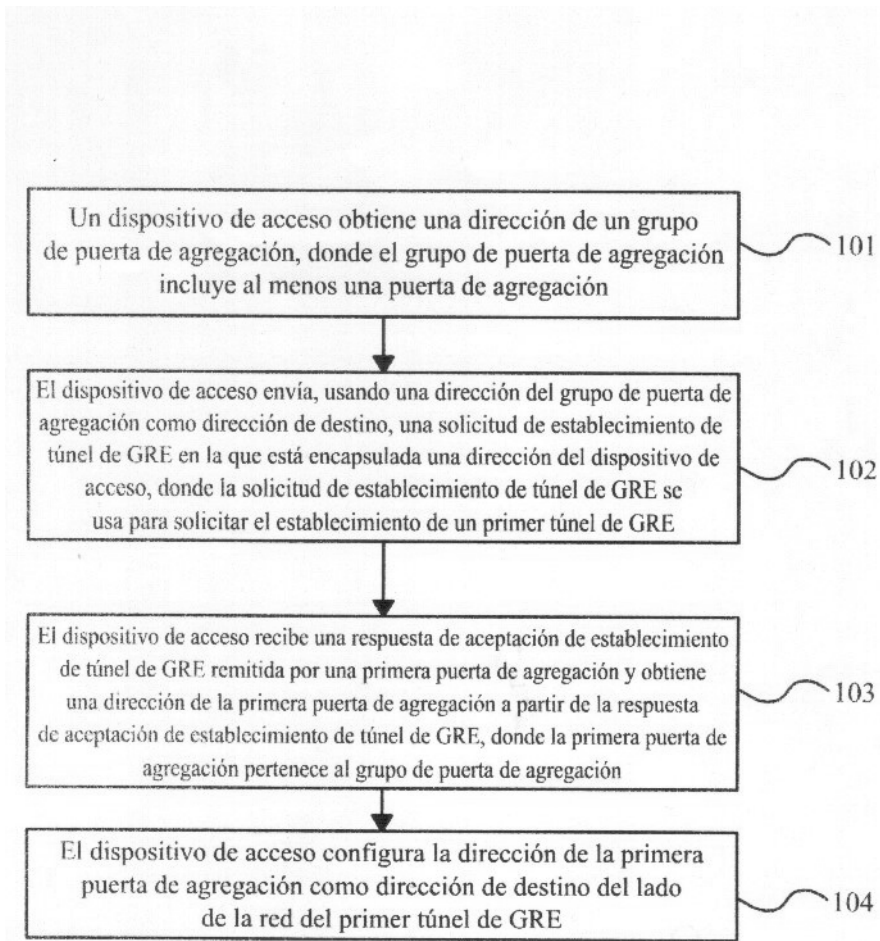 Un dispositivo de acceso obtiene una dirección de un grupo
de puerta de agregación, donde el grupo de puerta de agregación
incluye al menos una puerta de agregación
101
El dispositivo de acceso envía, usando una dirección del grupo de puerta de
agregación como dirección de destino, una solicitud de establecimiento de
túnel de GRE en la que está encapsulada una dirección del dispositivo de
acceso, donde la solicitud de establecimiento de túnel de GRE se
usa para solicitar el establecimiento de un primer túnel de GRE
102
El dispositivo de acceso recibe una respuesta de aceptación de establecimiento
de túnel de GRE remitida por una primera puerta de agregación y obtiene
una dirección de la primera puerta de agregación a partir de la respuesta
de aceptación de establecimiento de túnel de GRE, donde la primera puerta de
agregación pertenece al grupo de puerta de agregación
103
El dispositivo de acceso configura la dirección de la primera
puerta de agregación como dirección de destino del lado
de la red del primer túnel de GRE
104